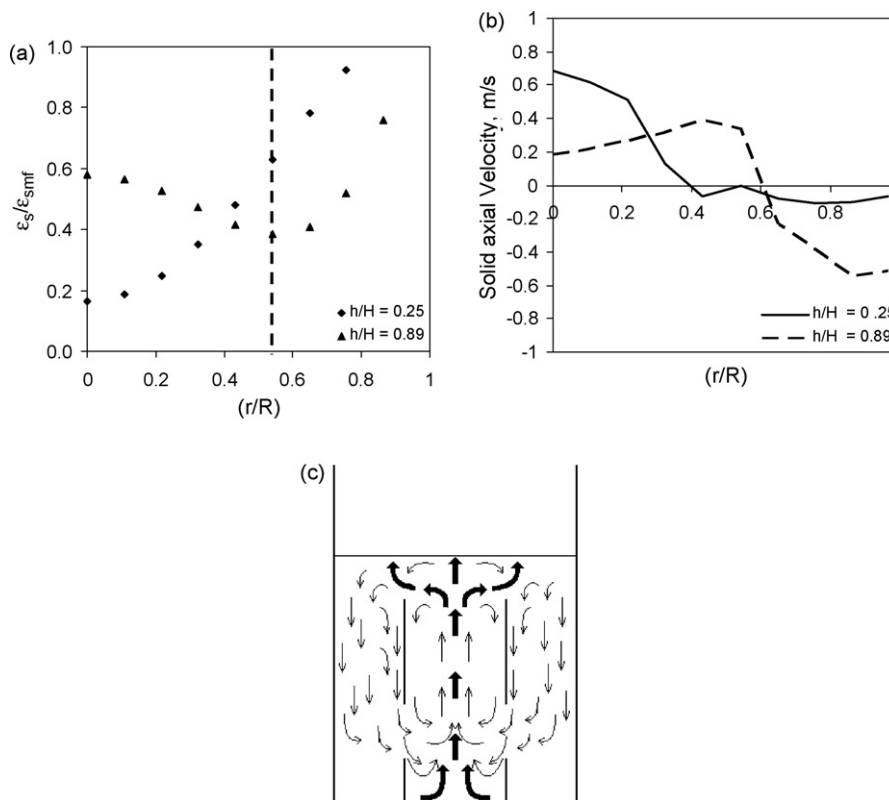 (a)
1.0
0.8
0.6
0.4
0.2
0.0
εs/εsmf
0 0.2 0.4 0.6 0.8 1
(r/R)
h/H = 0.25
h/H = 0.89
(b)
1
0.8
0.6
0.4
0.2
0
-0.2
-0.4
-0.6
-0.8
-1
Solid axial Velocity, m/s
0 0.2 0.4 0.6 0.8
(r/R)
h/H = 0 .25
h/H = 0.89
(c)